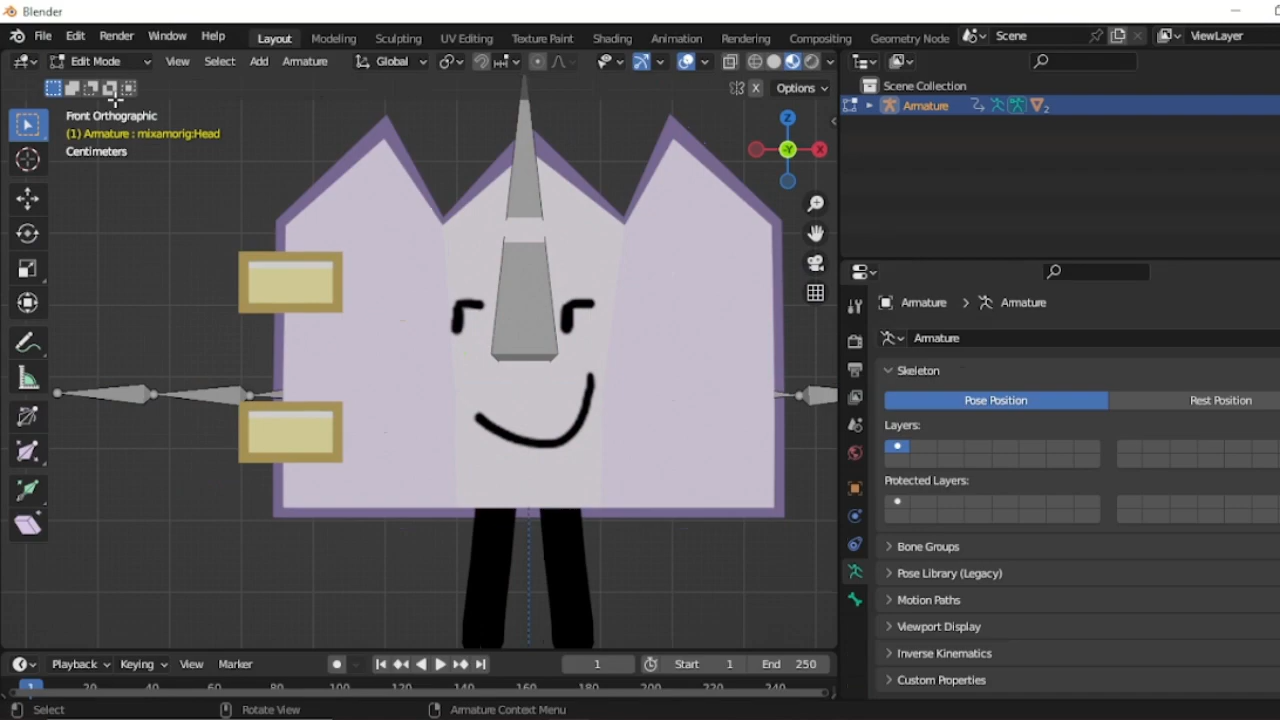 Blender
File Edit Render Window Help Layout Modeling Sculpting UV Editing Texture Paint Shading Animation Rendering Compositing Geometry Node Scene ViewLayer
Edit Mode View Select Add Armature Global
Options
Scene Collection
Armature 2
Front Orthographic
(1) Armature : mixamorig:Head
Centimeters
Z
-Y
X
Armature > Armature
Armature
Skeleton
Pose Position Rest Position
Layers:
Protected Layers:
Bone Groups
Pose Library (Legacy)
Motion Paths
Viewport Display
Inverse Kinematics
Custom Properties
Playback Keying View Marker 1 Start 1 End 250
1 20 40 60 80 100 120 140 160 180 200 220 240
Select Rotate View Armature Context Menu